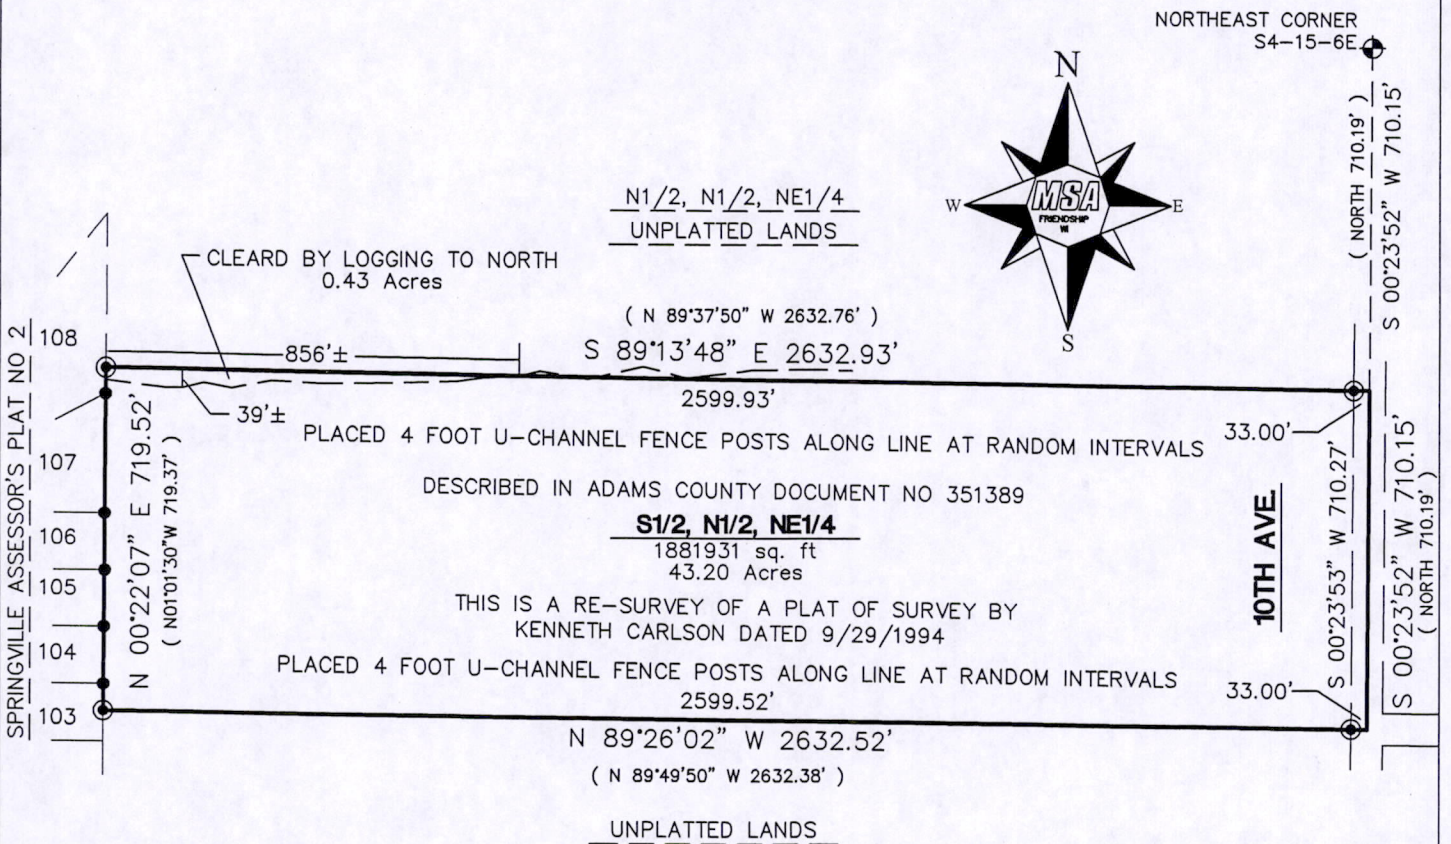 NORTHEAST CORNER
S4-15-6E
N
W
E
S
MSA
FRIENDSHIP
WI
( NORTH 710.19' )
S 00°23'52" W 710.15'
N1/2, N1/2, NE1/4
UNPLATTED LANDS
CLEARD BY LOGGING TO NORTH
0.43 Acres
( N 89°37'50" W 2632.76' )
856'±
S 89°13'48" E 2632.93'
2599.93'
39'±
33.00'
PLACED 4 FOOT U-CHANNEL FENCE POSTS ALONG LINE AT RANDOM INTERVALS
DESCRIBED IN ADAMS COUNTY DOCUMENT NO 351389
S1/2, N1/2, NE1/4
1881931 sq. ft
43.20 Acres
THIS IS A RE-SURVEY OF A PLAT OF SURVEY BY
KENNETH CARLSON DATED 9/29/1994
PLACED 4 FOOT U-CHANNEL FENCE POSTS ALONG LINE AT RANDOM INTERVALS
2599.52'
33.00'
N 89°26'02" W 2632.52'
( N 89°49'50" W 2632.38' )
UNPLATTED LANDS
SPRINGVILLE ASSESSOR'S PLAT NO 2
108
107
106
105
104
103
N 00°22'07" E 719.52'
( N01°01'30"W 719.37' )
10TH AVE.
S 00°23'53" W 710.27'
S 00°23'52" W 710.15'
( NORTH 710.19' )